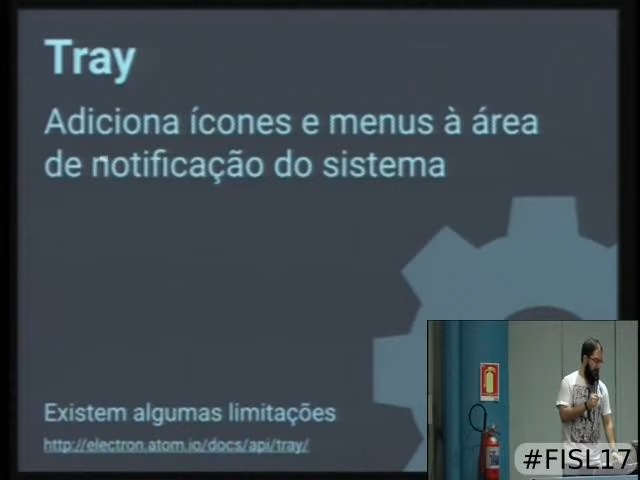 Tray
Adiciona ícones e menus à área
de notificação do sistema
Existem algumas limitações
http://electron.atom.io/docs/api/tray/
#FISL17